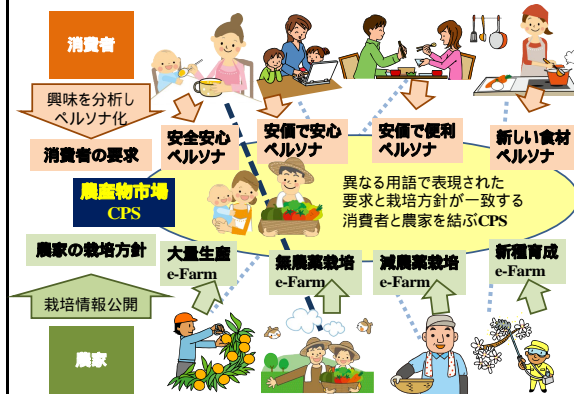 消費者
興味を分析し
ペルソナ化
消費者の要求
安全安心
ペルソナ
安価で安心
ペルソナ
安価で便利
ペルソナ
新しい食材
ペルソナ
農産物市場
CPS
異なる用語で表現された
要求と栽培方針が一致する
消費者と農家を結ぶCPS
農家の栽培方針
大量生産
e-Farm
無農薬栽培
e-Farm
減農薬栽培
e-Farm
新種育成
e-Farm
栽培情報公開
農家